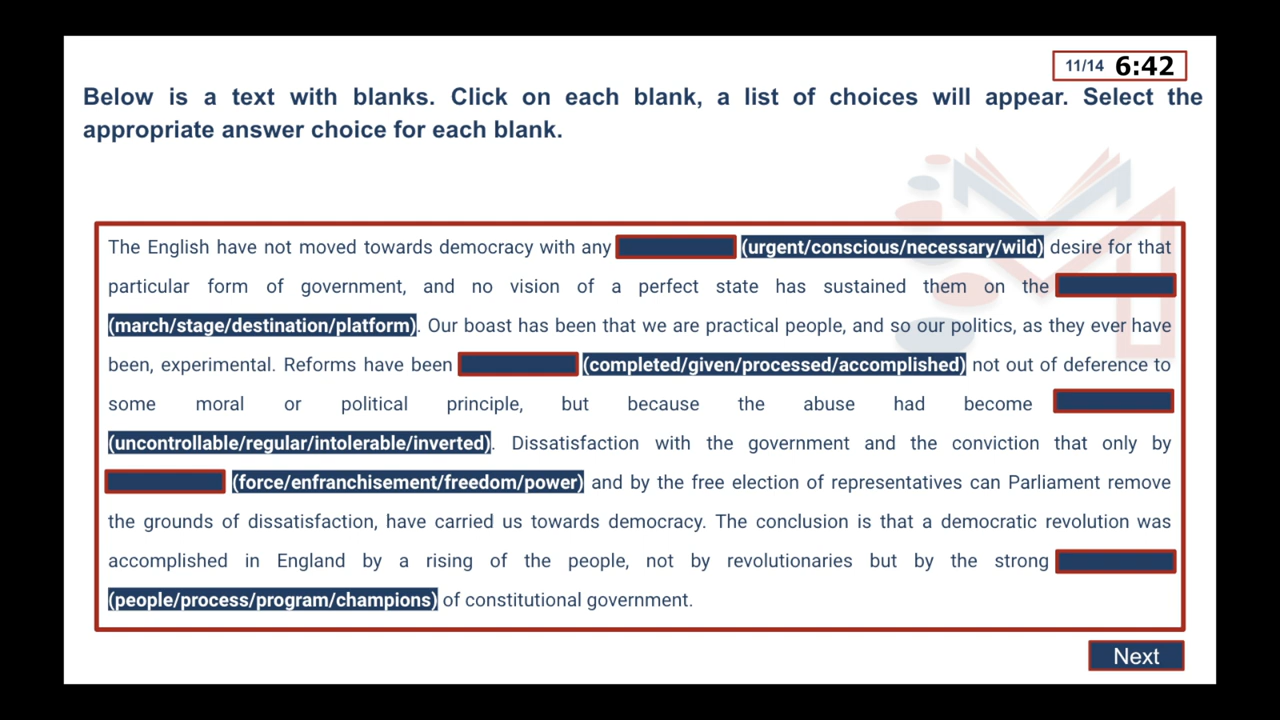 11/14 6:42
Below is a text with blanks. Click on each blank, a list of choices will appear. Select the
appropriate answer choice for each blank.
The English have not moved towards democracy with any (urgent/conscious/necessary/wild) desire for that
particular form of government, and no vision of a perfect state has sustained them on the
(march/stage/destination/platform). Our boast has been that we are practical people, and so our politics, as they ever have
been, experimental. Reforms have been (completed/given/processed/accomplished) not out of deference to
some moral or political principle, but because the abuse had become
(uncontrollable/regular/intolerable/inverted). Dissatisfaction with the government and the conviction that only by
(force/enfranchisement/freedom/power) and by the free election of representatives can Parliament remove
the grounds of dissatisfaction, have carried us towards democracy. The conclusion is that a democratic revolution was
accomplished in England by a rising of the people, not by revolutionaries but by the strong
(people/process/program/champions) of constitutional government.
Next